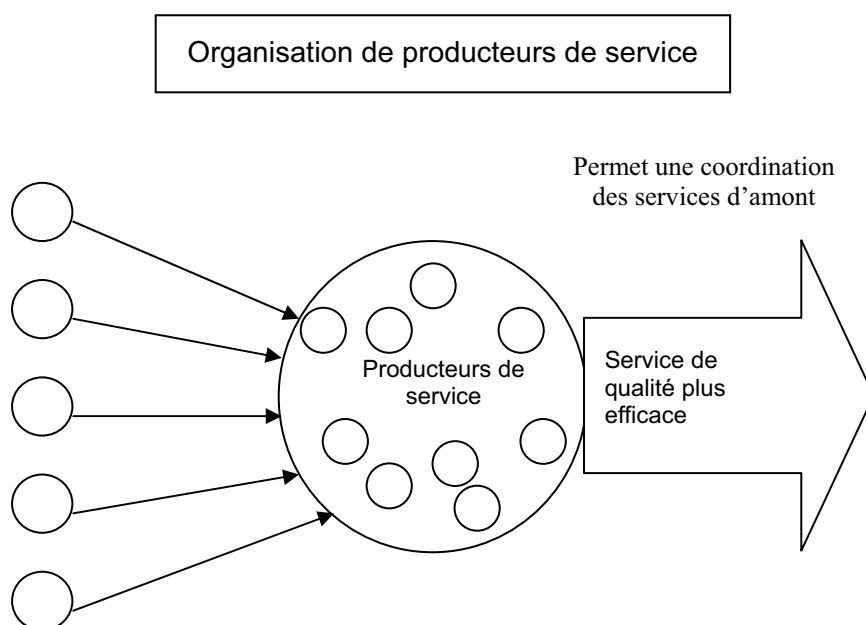 Organisation de producteurs de service
Permet une coordination
des services d’amont
Producteurs de
service
Service de
qualité plus
efficace